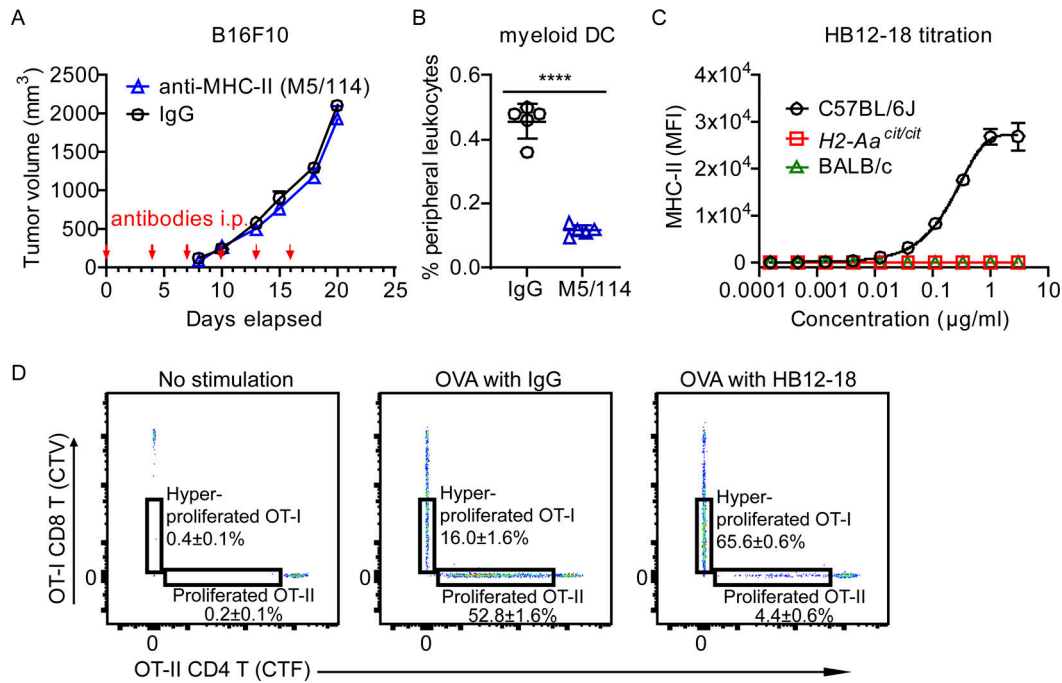 A
B16F10
Tumor volume (mm³)
2500
2000
1500
1000
500
0
anti-MHC-II (M5/114)
IgG
antibodies i.p.
0 5 10 15 20 25
Days elapsed
B
myeloid DC
% peripheral leukocytes
0.6
0.4
0.2
0.0
****
IgG M5/114
C
HB12-18 titration
MHC-II (MFI)
4x10⁴
3x10⁴
2x10⁴
1x10⁴
0
C57BL/6J
H2-Aa^cit/cit
BALB/c
0.0001 0.001 0.01 0.1 1 10
Concentration (µg/ml)
D
OT-I CD8 T (CTV)
No stimulation
Hyper-
proliferated OT-I
0.4±0.1%
0
Proliferated OT-II
0.2±0.1%
0
OVA with IgG
Hyper-
proliferated OT-I
16.0±1.6%
0
Proliferated OT-II
52.8±1.6%
0
OVA with HB12-18
Hyper-
proliferated OT-I
65.6±0.6%
0
Proliferated OT-II
4.4±0.6%
0
OT-II CD4 T (CTF)